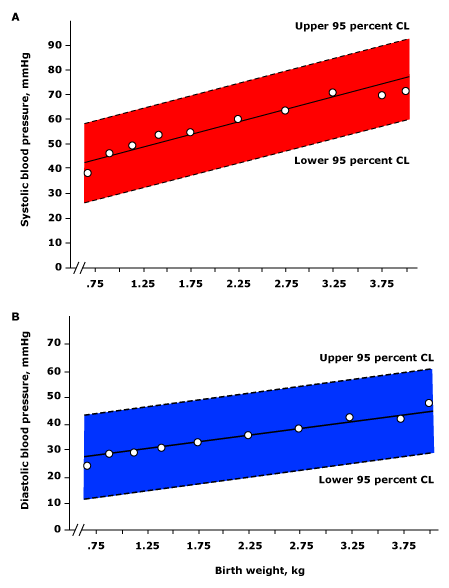 A
Upper 95 percent CL
90
80
70
60
50
40
30
20
10
0
Systolic blood pressure, mmHg
Lower 95 percent CL
.75 1.25 1.75 2.25 2.75 3.25 3.75
B
Upper 95 percent CL
70
60
50
40
30
20
10
0
Diastolic blood pressure, mmHg
Lower 95 percent CL
.75 1.25 1.75 2.25 2.75 3.25 3.75
Birth weight, kg